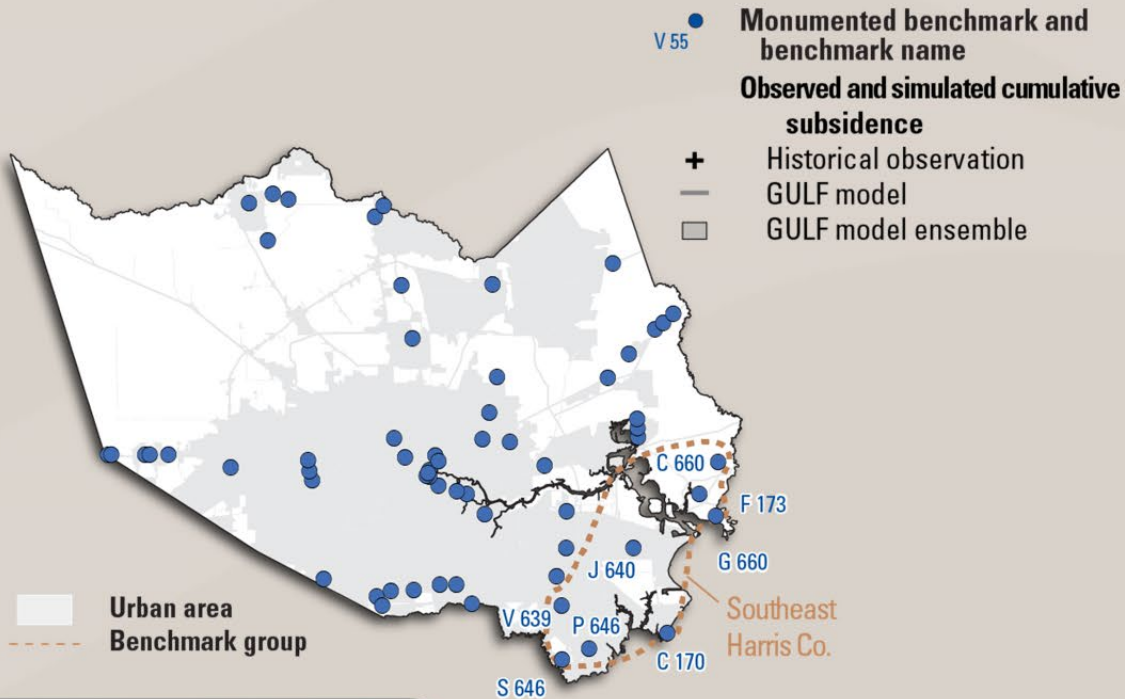 V 55
Monumented benchmark and
benchmark name
Observed and simulated cumulative
subsidence
Historical observation
GULF model
GULF model ensemble
C 660
F 173
G 660
J 640
V 639
P 646
C 170
S 646
Southeast
Harris Co.
Urban area
Benchmark group